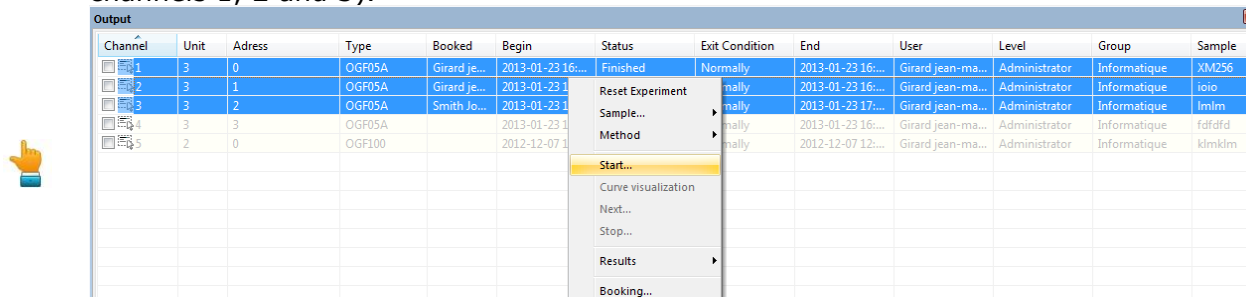 channels 1, 2 and 3).
Output
Channel Unit Adress Type Booked Begin Status Exit Condition End User Level Group Sample
1 3 0 OGF05A Girard je... 2013-01-23 16:... Finished Normally 2013-01-23 16:... Girard jean-ma... Administrator Informatique XM256
2 3 1 OGF05A Girard je... 2013-01-23 1 mally 2013-01-23 16:... Girard jean-ma... Administrator Informatique ioio
3 3 2 OGF05A Smith Jo... 2013-01-23 1 mally 2013-01-23 17:... Girard jean-ma... Administrator Informatique lmlm
4 3 3 OGF05A 2013-01-23 1 mally 2013-01-23 16:... Girard jean-ma... Administrator Informatique fdfdfd
5 2 0 OGF100 2012-12-07 1 mally 2012-12-07 12:... Girard jean-ma... Administrator Informatique klmklm
Reset Experiment
Sample...
Method
Start...
Curve visualization
Next...
Stop...
Results
Booking...